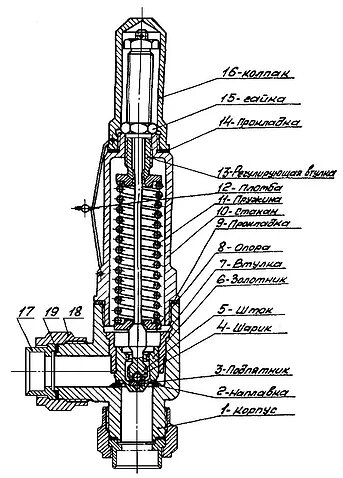 16-колпак
15-гайка
14-Прокладка
13-Регулирующая втулка
12-Пломба
11-Пружина
10-Стакан
9-Прокладка
8-Опора
7-Втулка
6-Золотник
17 19 18
5-Шток
4-Шарик
3-Подпятник
2-Наплавка
1-Корпус